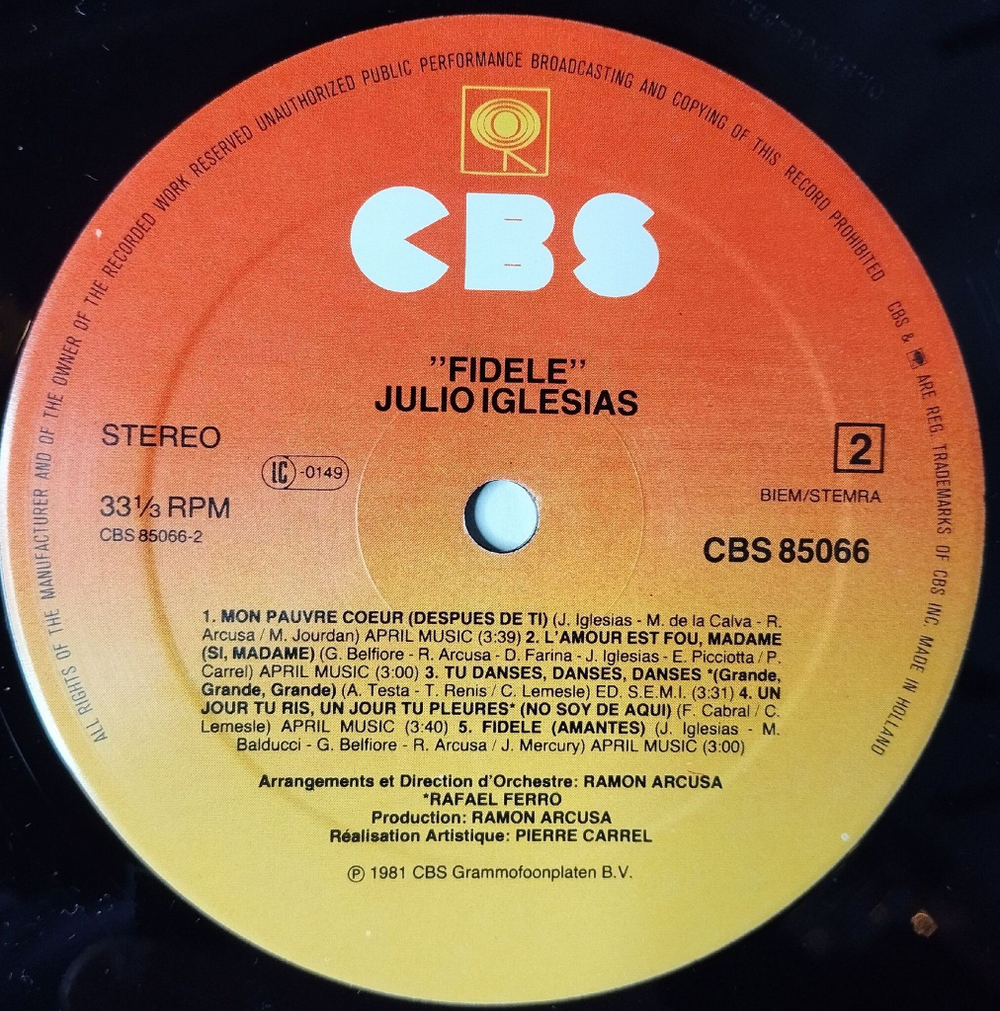 ALL RIGHTS OF THE MANUFACTURER AND OF THE OWNER OF THE RECORDED WORK RESERVED UNAUTHORIZED PUBLIC PERFORMANCE BROADCASTING AND COPYING OF THIS RECORD PROHIBITED CBS & ARE REG. TRADEMARKS OF CBS INC. MADE IN HOLLAND
CBS
”FIDELE”
JULIO IGLESIAS
STEREO
2
LC -0149
BIEM/STEMRA
33⅓ RPM
CBS 85066-2
CBS 85066
1. MON PAUVRE COEUR (DESPUES DE TI) (J. Iglesias - M. de la Calva - R.
Arcusa / M. Jourdan) APRIL MUSIC (3:39) 2. L'AMOUR EST FOU, MADAME
(SI, MADAME) (G. Belfiore - R. Arcusa - D. Farina - J. Iglesias - E. Picciotta / P.
Carrel) APRIL MUSIC (3:00) 3. TU DANSES, DANSES, DANSES *(Grande,
Grande, Grande) (A. Testa - T. Renis / C. Lemesle) ED. S.E.M.I. (3:31) 4. UN
JOUR TU RIS, UN JOUR TU PLEURES* (NO SOY DE AQUI) (F. Cabral / C.
Lemesle) APRIL MUSIC (3:40) 5. FIDELE (AMANTES) (J. Iglesias - M.
Balducci - G. Belfiore - R. Arcusa / J. Mercury) APRIL MUSIC (3:00)
Arrangements et Direction d'Orchestre: RAMON ARCUSA
*RAFAEL FERRO
Production: RAMON ARCUSA
Réalisation Artistique: PIERRE CARREL
℗ 1981 CBS Grammofoonplaten B.V.